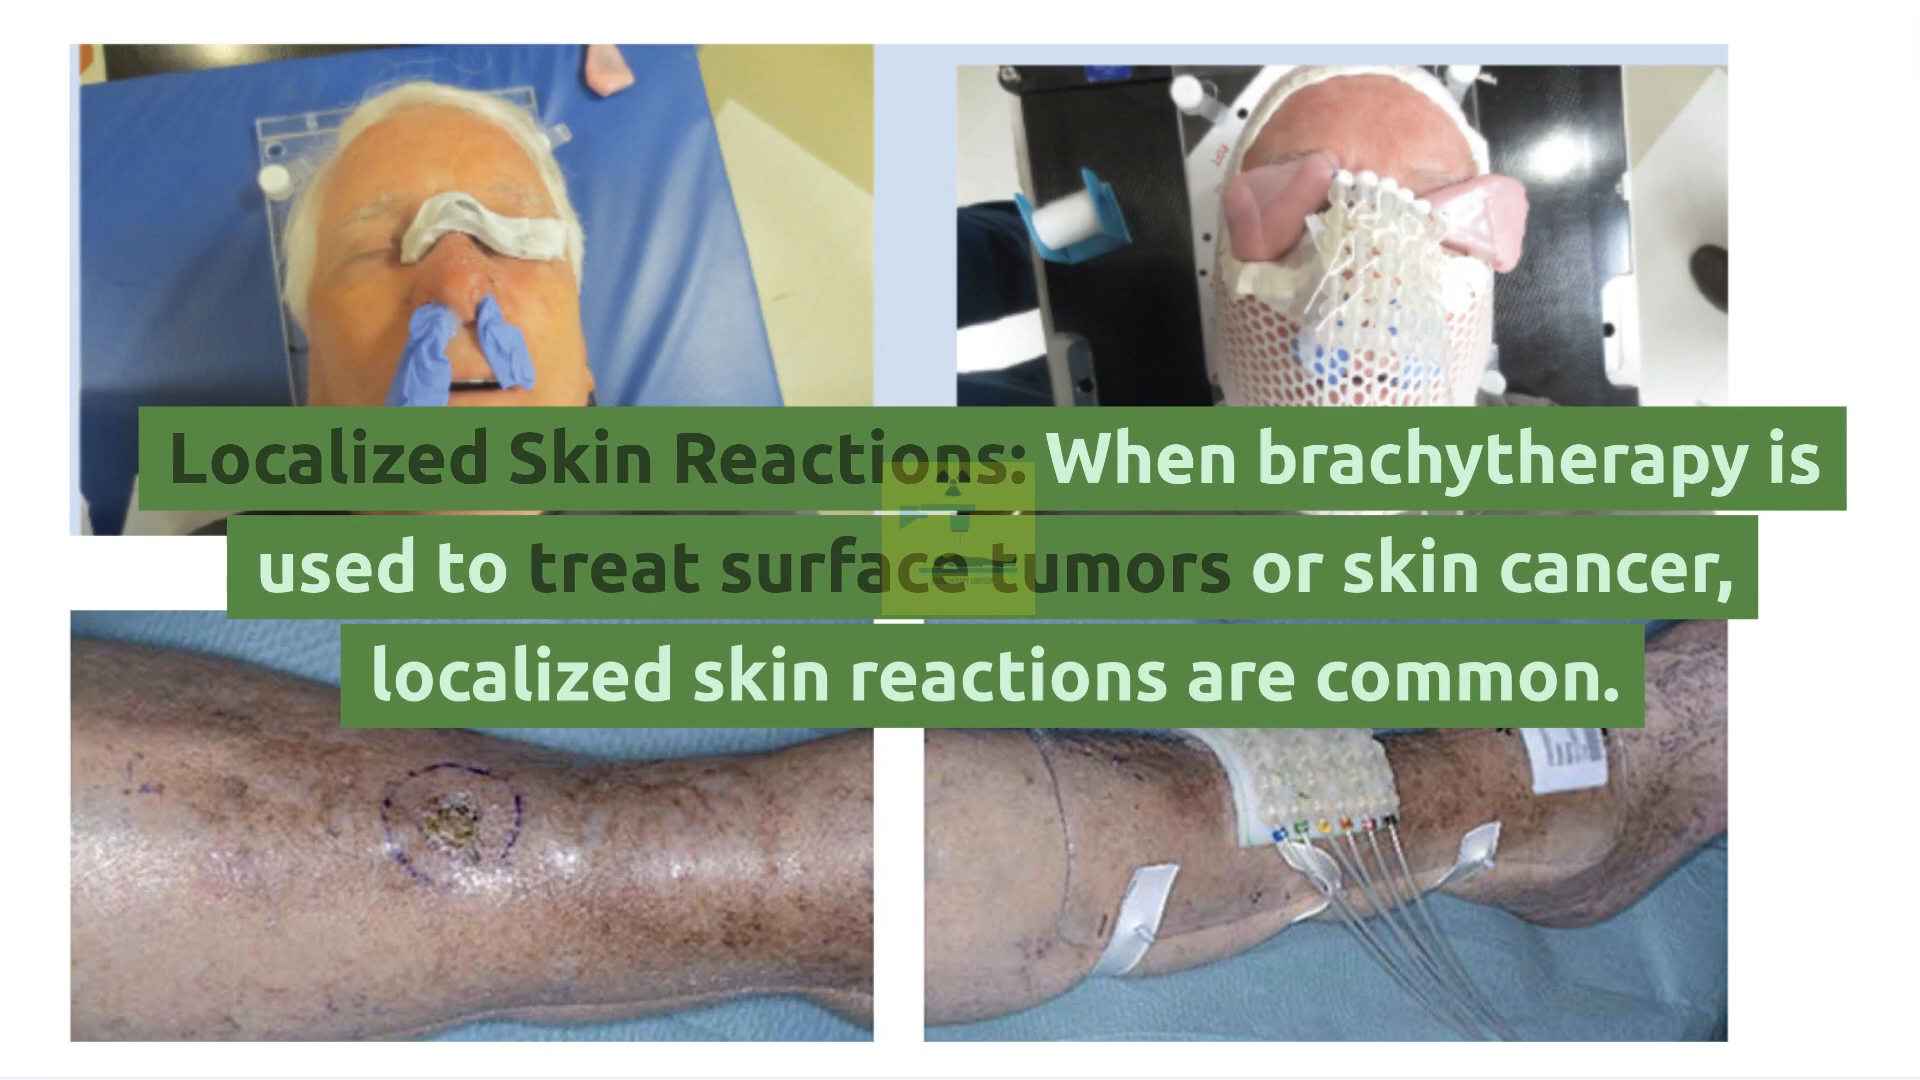 Localized Skin Reactions: When brachytherapy is
used to treat surface tumors or skin cancer,
localized skin reactions are common.